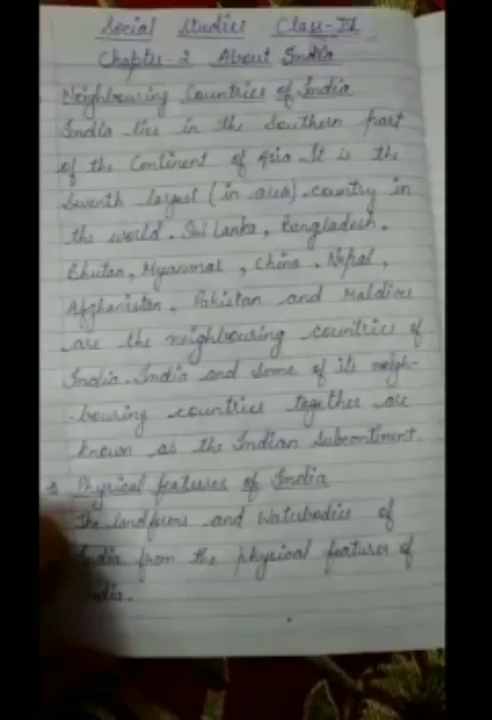 Social Studies Class-IV
Chapter-2 About India
Neighbouring Countries of India
India lies in the Southern part
of the Continent of Asia. It is the
Seventh largest (in area) country in
the world. Sri Lanka, Bangladesh,
Bhutan, Myanmar, China, Nepal,
Afghanistan, Pakistan and Maldives
are the neighbouring countries of
India. India and some of its neigh-
-bouring countries together are
known as the Indian Subcontinent.
Physical features of India
The landforms and Waterbodies of
India from the physical features of
dia.